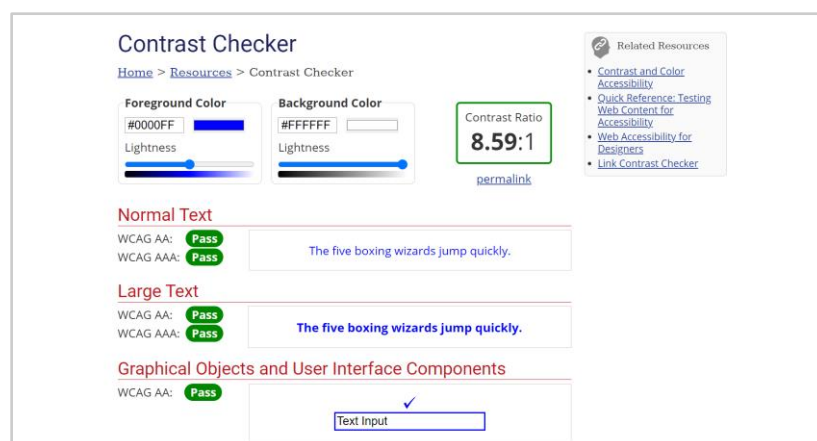 Contrast Checker
Home > Resources > Contrast Checker
Foreground Color
#0000FF
Lightness
Background Color
#FFFFFF
Lightness
Contrast Ratio
8.59:1
permalink
Related Resources
• Contrast and Color
Accessibility
• Quick Reference: Testing
Web Content for
Accessibility
• Web Accessibility for
Designers
• Link Contrast Checker
Normal Text
WCAG AA: Pass
WCAG AAA: Pass
The five boxing wizards jump quickly.
Large Text
WCAG AA: Pass
WCAG AAA: Pass
The five boxing wizards jump quickly.
Graphical Objects and User Interface Components
WCAG AA: Pass
✓
Text Input